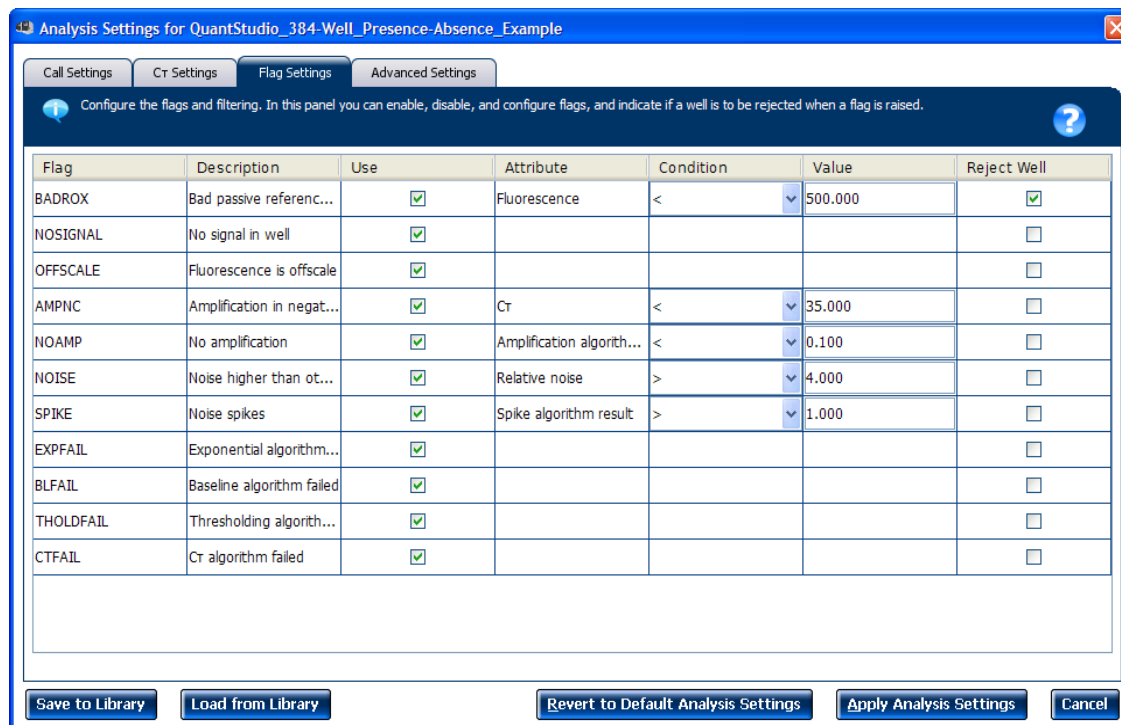 Analysis Settings for QuantStudio_384-Well_Presence-Absence_Example
Call Settings Cт Settings Flag Settings Advanced Settings
Configure the flags and filtering. In this panel you can enable, disable, and configure flags, and indicate if a well is to be rejected when a flag is raised.
?
Flag Description Use Attribute Condition Value Reject Well
BADROX Bad passive referenc... Fluorescence < 500.000
NOSIGNAL No signal in well
OFFSCALE Fluorescence is offscale
AMPNC Amplification in negat... Cт < 35.000
NOAMP No amplification Amplification algorith... < 0.100
NOISE Noise higher than ot... Relative noise > 4.000
SPIKE Noise spikes Spike algorithm result > 1.000
EXPFAIL Exponential algorithm...
BLFAIL Baseline algorithm failed
THOLDFAIL Thresholding algorith...
CTFAIL Cт algorithm failed
Save to Library Load from Library Revert to Default Analysis Settings Apply Analysis Settings Cancel